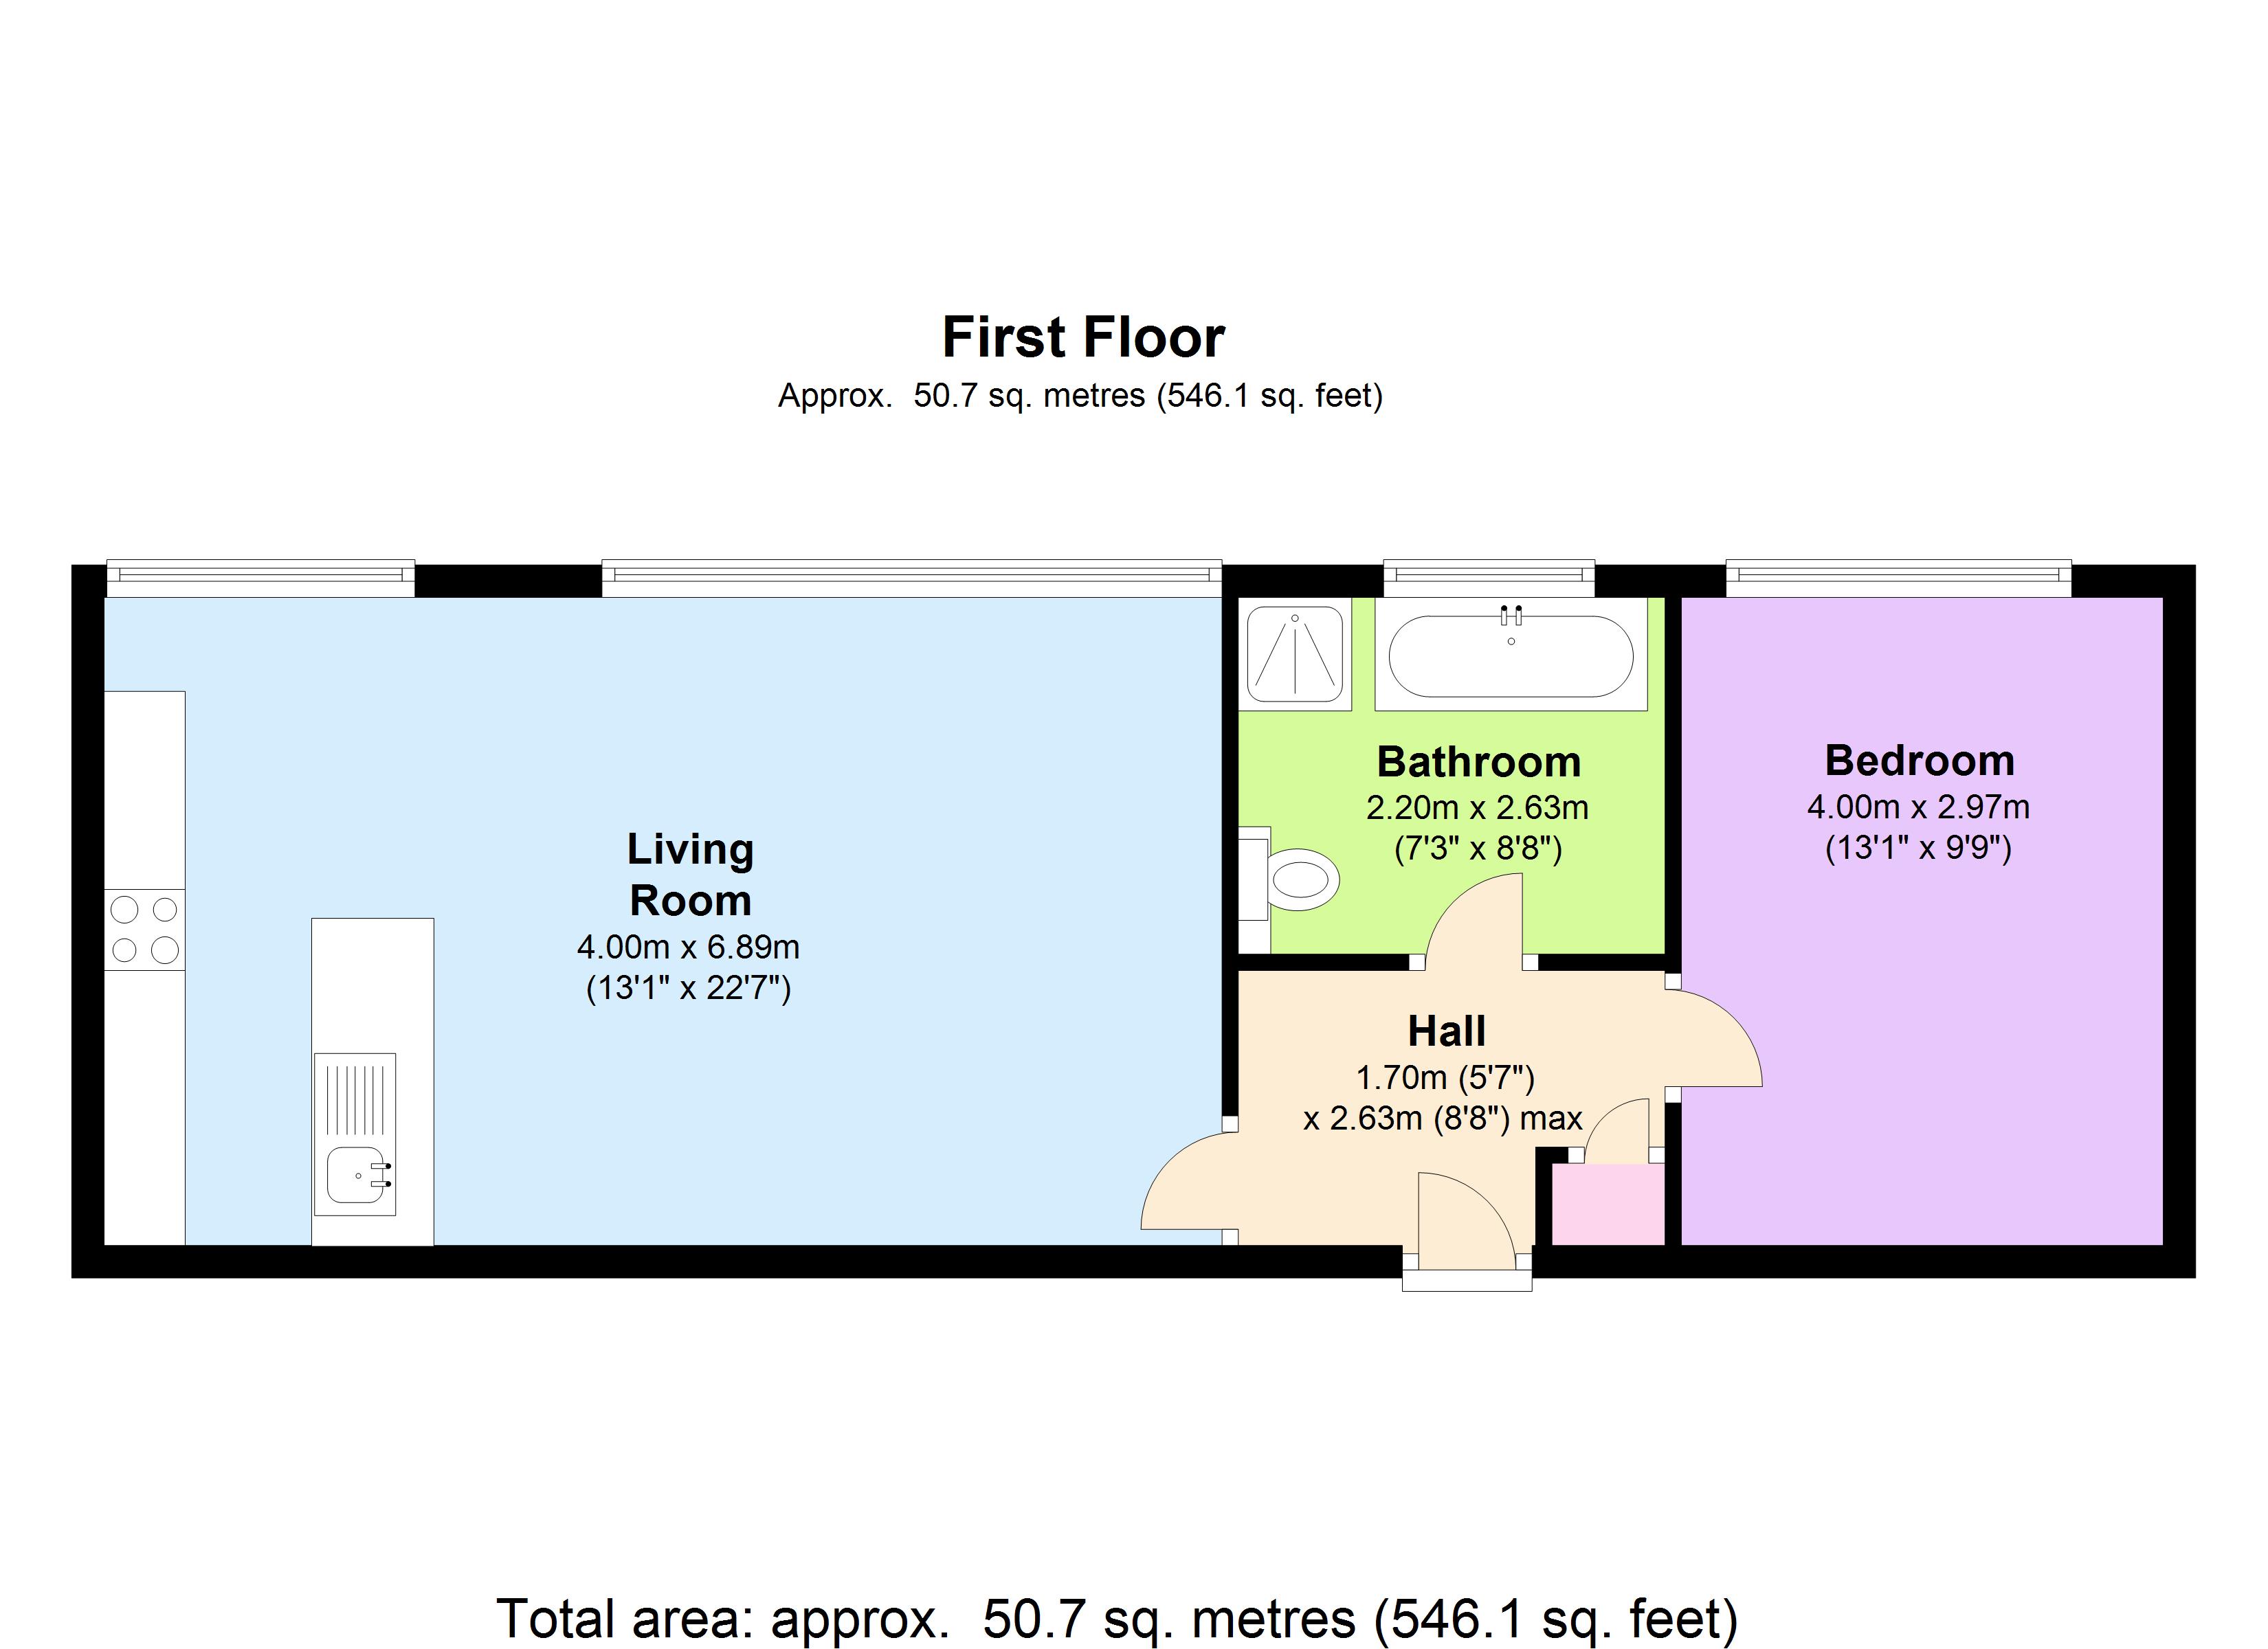 First Floor
Approx.  50.7 sq. metres (546.1 sq. feet)
Living
Room
4.00m x 6.89m
(13'1" x 22'7")
Bathroom
2.20m x 2.63m
(7'3" x 8'8")
Bedroom
4.00m x 2.97m
(13'1" x 9'9")
Hall
1.70m (5'7")
x 2.63m (8'8") max
Total area: approx.  50.7 sq. metres (546.1 sq. feet)